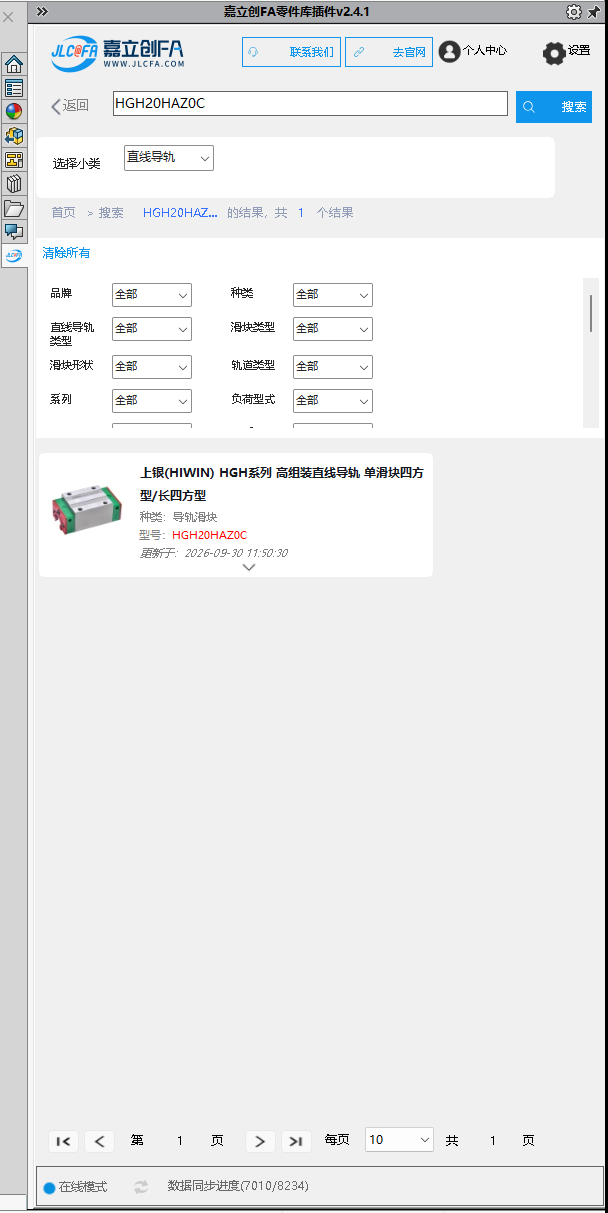 嘉立创FA零件库插件v2.4.1
JLC@FA 嘉立创FA
WWW.JLCFA.COM
联系我们
去官网
个人中心
设置
返回
HGH20HAZ0C
搜索
选择小类
直线导轨
首页 > 搜索 HGH20HAZ... 的结果, 共 1 个结果
清除所有
品牌 全部 种类 全部
直线导轨类型 全部 滑块类型 全部
滑块形状 全部 轨道类型 全部
系列 全部 负荷型式 全部
上银(HIWIN) HGH系列 高组装直线导轨 单滑块四方
型/长四方型
种类: 导轨滑块
型号: HGH20HAZ0C
更新于: 2026-09-30 11:50:30
第 1 页 每页 10 共 1 页
在线模式 数据同步进度(7010/8234)